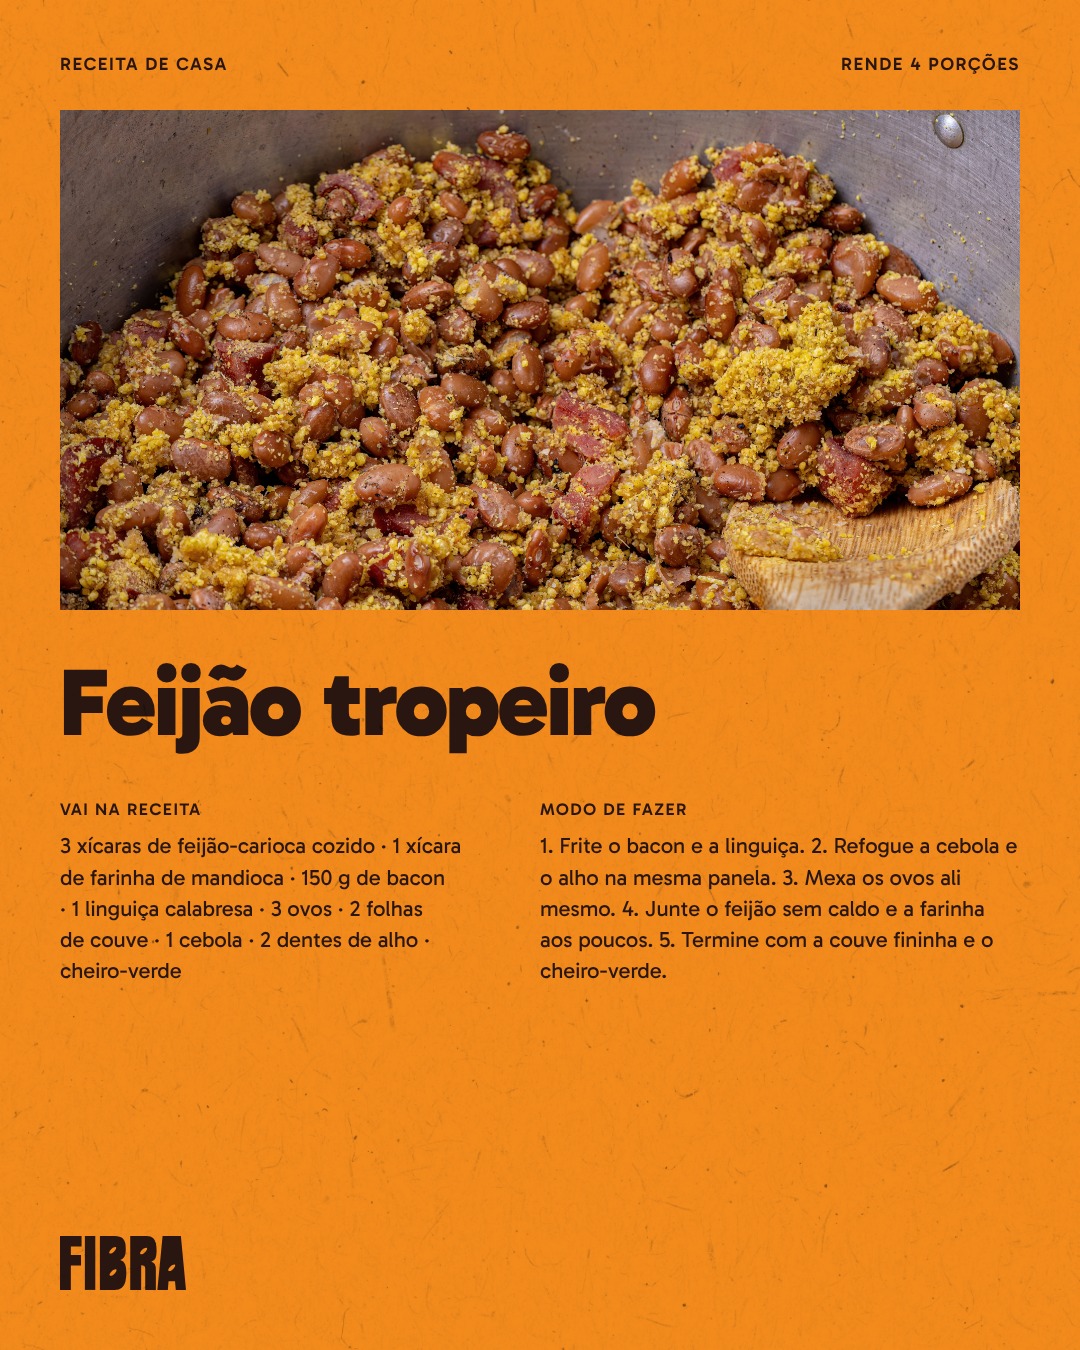 RECEITA DE CASA
RENDE 4 PORÇÕES
Feijão tropeiro
VAI NA RECEITA
3 xícaras de feijão-carioca cozido · 1 xícara
de farinha de mandioca · 150 g de bacon
· 1 linguiça calabresa · 3 ovos · 2 folhas
de couve · 1 cebola · 2 dentes de alho ·
cheiro-verde
MODO DE FAZER
1. Frite o bacon e a linguiça. 2. Refogue a cebola e
o alho na mesma panela. 3. Mexa os ovos ali
mesmo. 4. Junte o feijão sem caldo e a farinha
aos poucos. 5. Termine com a couve fininha e o
cheiro-verde.
FIBRA